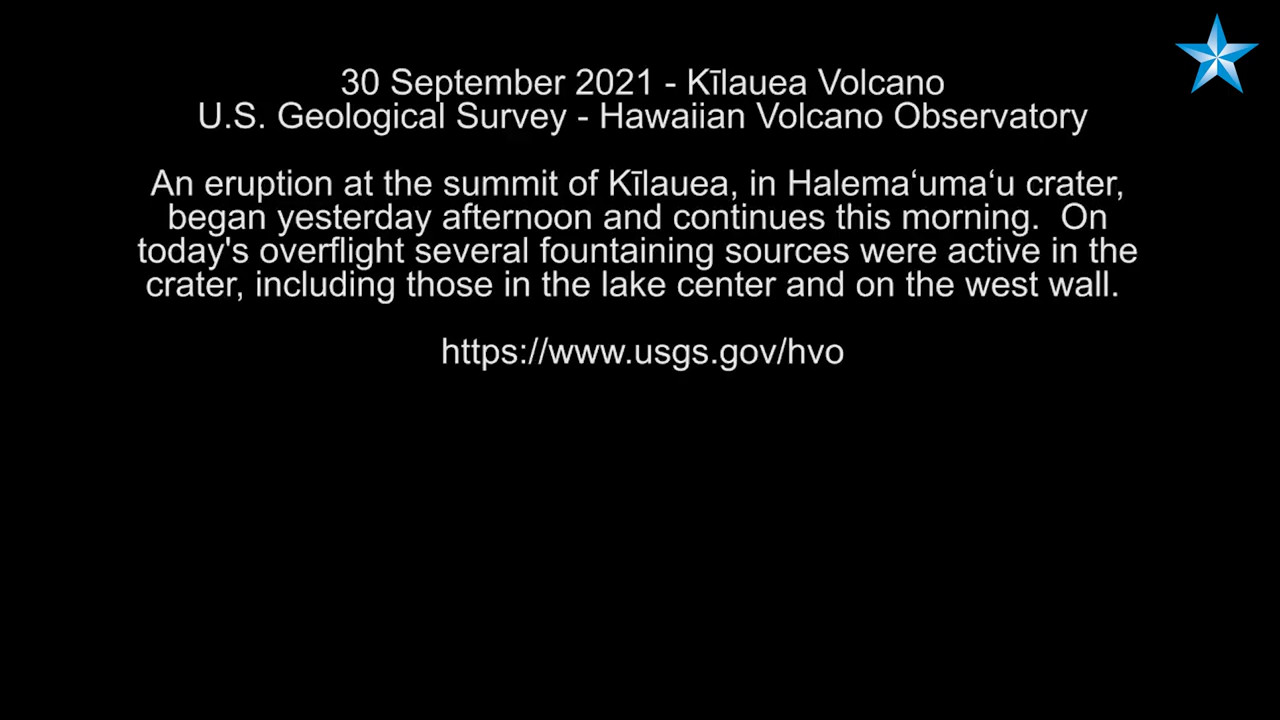 30 September 2021 - Kīlauea Volcano
U.S. Geological Survey - Hawaiian Volcano Observatory
An eruption at the summit of Kīlauea, in Halemaʻumaʻu crater,
began yesterday afternoon and continues this morning.  On
today's overflight several fountaining sources were active in the
crater, including those in the lake center and on the west wall.
https://www.usgs.gov/hvo